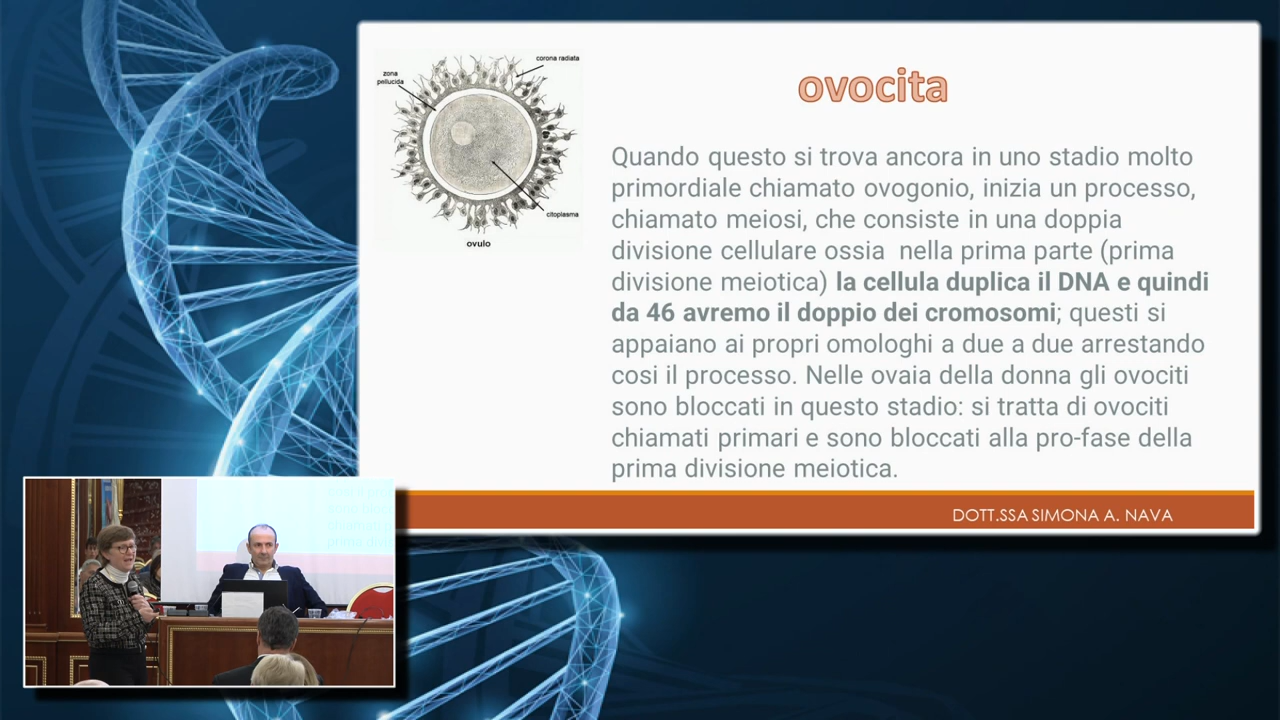 corona radiata
zona
pellucida
citoplasma
ovulo
ovocita
Quando questo si trova ancora in uno stadio molto
primordiale chiamato ovogonio, inizia un processo,
chiamato meiosi, che consiste in una doppia
divisione cellulare ossia  nella prima parte (prima
divisione meiotica) la cellula duplica il DNA e quindi
da 46 avremo il doppio dei cromosomi; questi si
appaiano ai propri omologhi a due a due arrestando
cosi il processo. Nelle ovaia della donna gli ovociti
sono bloccati in questo stadio: si tratta di ovociti
chiamati primari e sono bloccati alla pro-fase della
prima divisione meiotica.
DOTT.SSA SIMONA A. NAVA